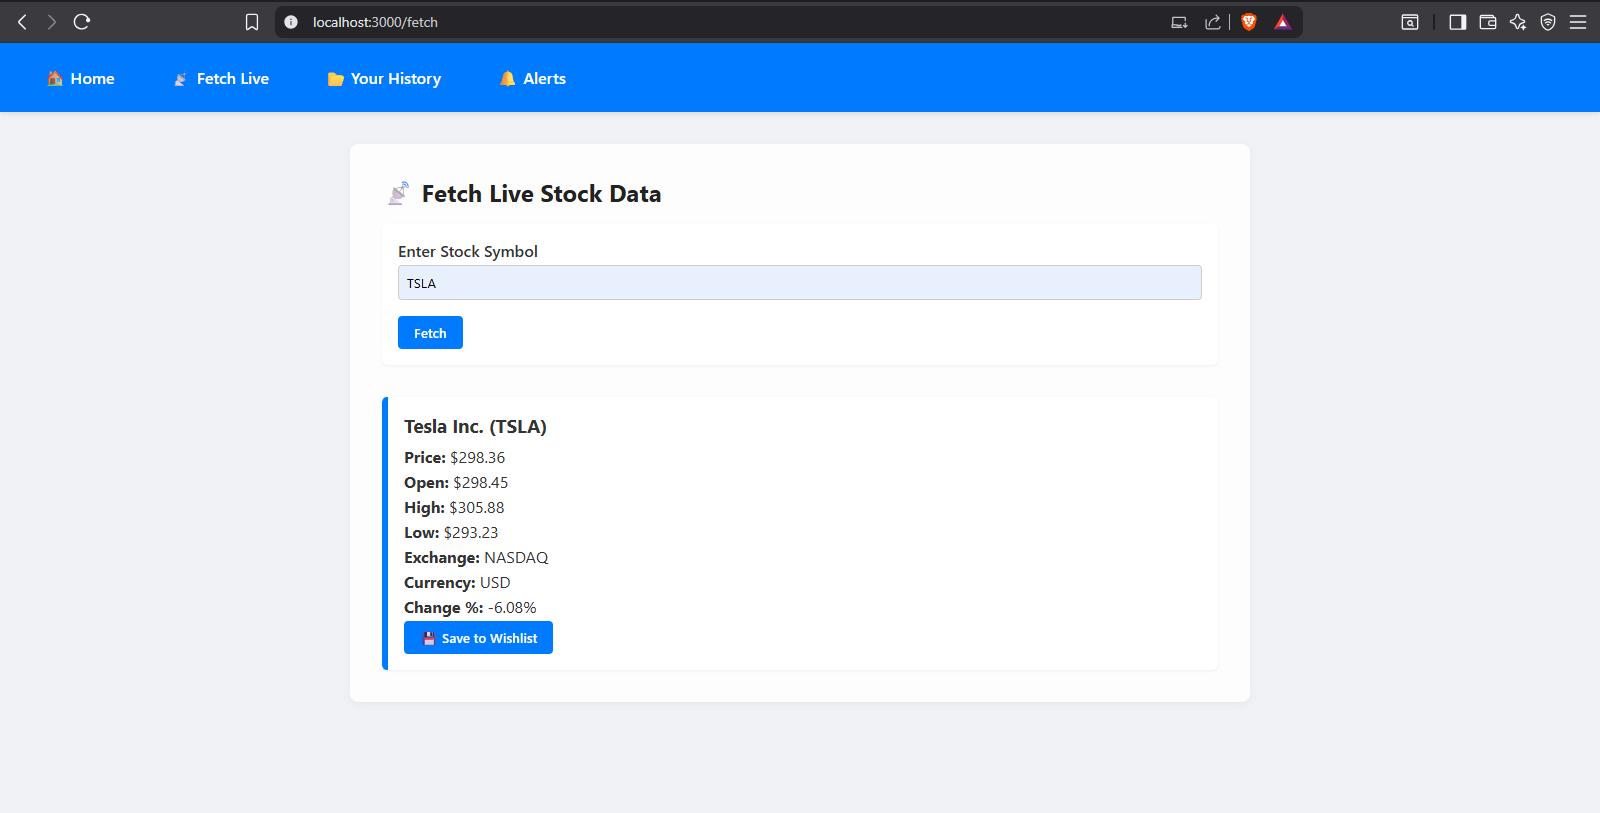 localhost:3000/fetch
🏠 Home 📡 Fetch Live 📂 Your History 🔔 Alerts
📡 Fetch Live Stock Data
Enter Stock Symbol
TSLA
Fetch
Tesla Inc. (TSLA)
Price: $298.36
Open: $298.45
High: $305.88
Low: $293.23
Exchange: NASDAQ
Currency: USD
Change %: -6.08%
💾 Save to Wishlist